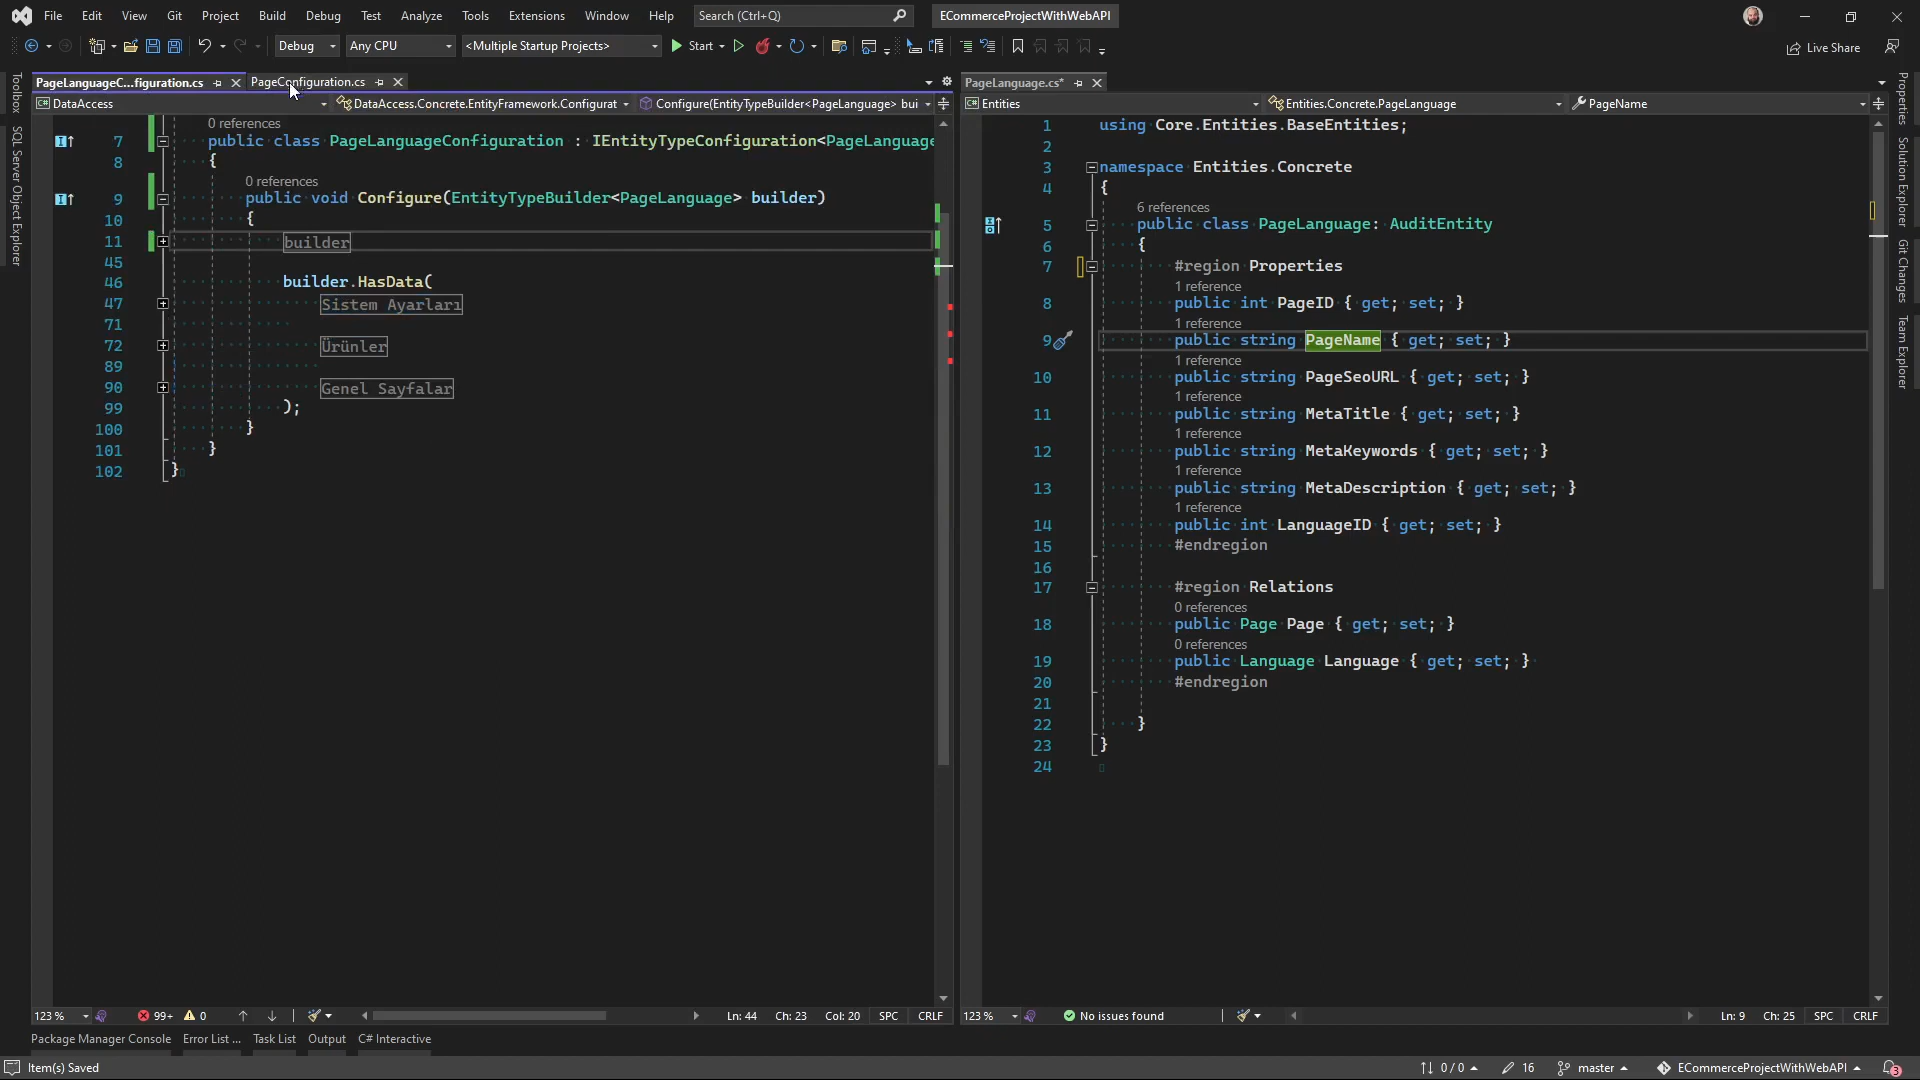 File Edit View Git Project Build Debug Test Analyze Tools Extensions Window Help Search (Ctrl+Q) ECommerceProjectWithWebAPI
Debug Any CPU <Multiple Startup Projects> Start Live Share
PageLanguageC...figuration.cs PageConfiguration.cs
DataAccess DataAccess.Concrete.EntityFramework.Configurat Configure(EntityTypeBuilder<PageLanguage> bui
0 references
7 public class PageLanguageConfiguration : IEntityTypeConfiguration<PageLanguage
8 {
0 references
9 public void Configure(EntityTypeBuilder<PageLanguage> builder)
10 {
11 builder
45
46 builder.HasData(
47 Sistem Ayarları
71
72 Ürünler
89
90 Genel Sayfalar
99 );
100 }
101 }
102 }
123 % 99+ 0 Ln: 44 Ch: 23 Col: 20 SPC CRLF
PageLanguage.cs*
Entities Entities.Concrete.PageLanguage PageName
1 using Core.Entities.BaseEntities;
2
3 namespace Entities.Concrete
4 {
6 references
5 public class PageLanguage: AuditEntity
6 {
7 #region Properties
1 reference
8 public int PageID { get; set; }
1 reference
9 public string PageName { get; set; }
1 reference
10 public string PageSeoURL { get; set; }
1 reference
11 public string MetaTitle { get; set; }
1 reference
12 public string MetaKeywords { get; set; }
1 reference
13 public string MetaDescription { get; set; }
1 reference
14 public int LanguageID { get; set; }
15 #endregion
16
17 #region Relations
0 references
18 public Page Page { get; set; }
0 references
19 public Language Language { get; set; }
20 #endregion
21
22 }
23 }
24
123 % No issues found Ln: 9 Ch: 25 SPC CRLF
Toolbox
SQL Server Object Explorer
Properties
Solution Explorer
Git Changes
Team Explorer
Package Manager Console Error List ... Task List Output C# Interactive
Item(s) Saved 0 / 0 16 master ECommerceProjectWithWebAPI 3